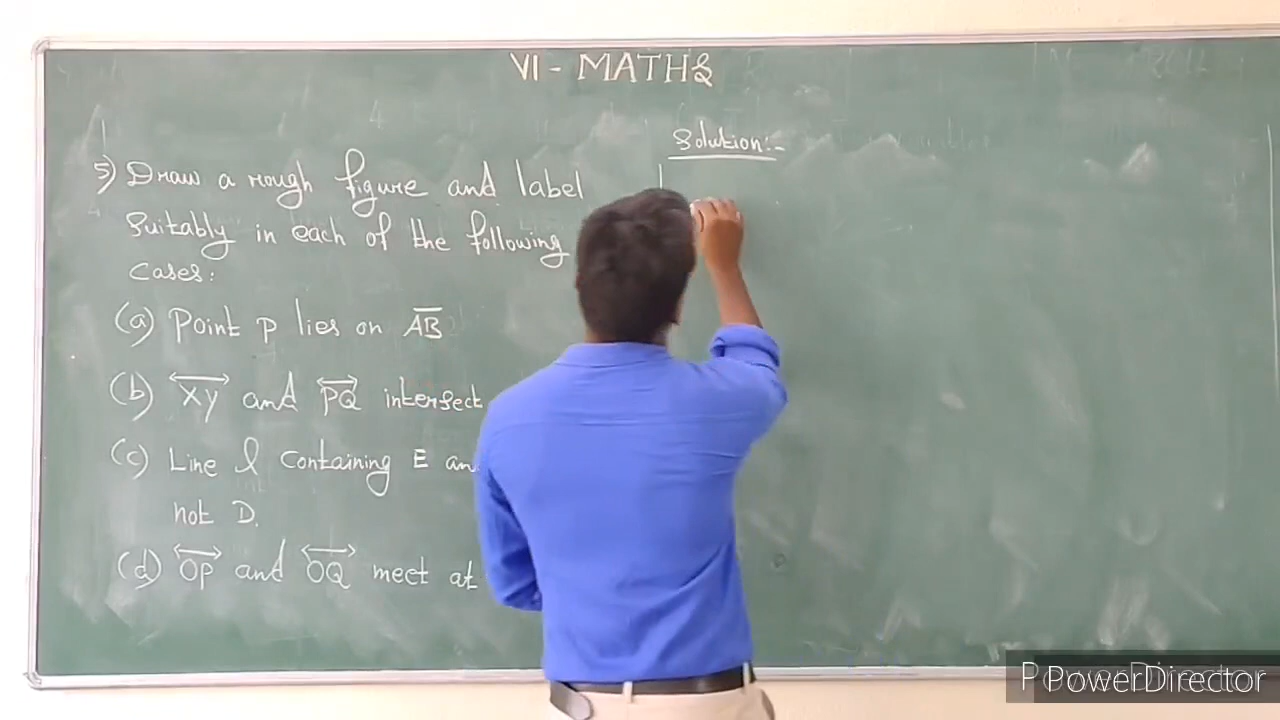 VI - MATHS
5) Draw a rough figure and label
Suitably in each of the following
Cases:
(a) Point P lies on AB
(b) XY and PQ intersect
(c) Line l containing E
not D.
(d) OP and OQ meet at
Solution:-
PowerDirector